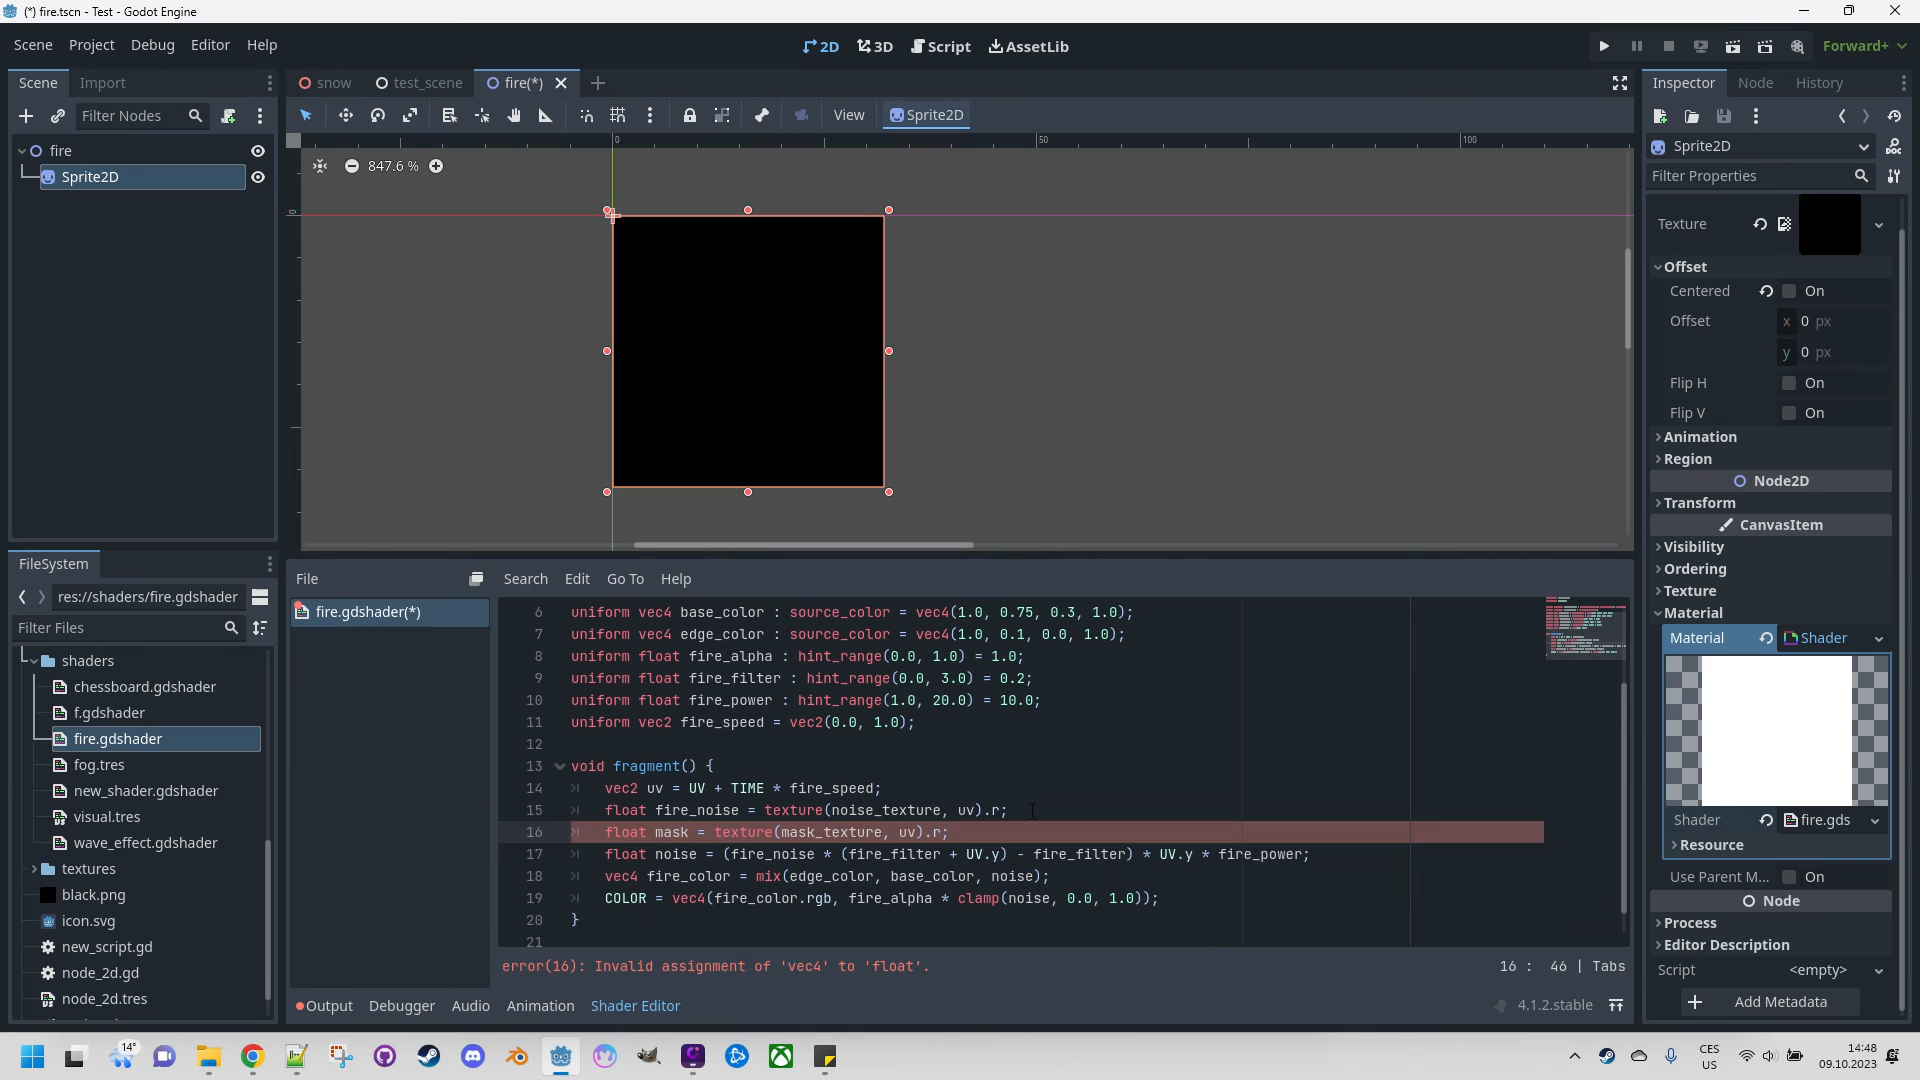 (*) fire.tscn - Test - Godot Engine
Scene Project Debug Editor Help
2D 3D Script AssetLib
Forward+
Scene Import
snow test_scene fire(*)
Inspector Node History
Filter Nodes
View Sprite2D
fire
Sprite2D
847.6 %
0 50 100
0
Sprite2D
Filter Properties
Texture
Offset
Centered On
Offset x 0 px
y 0 px
Flip H On
Flip V On
Animation
Region
Node2D
Transform
CanvasItem
Visibility
Ordering
Texture
Material
Material Shader
Shader fire.gds
Resource
Use Parent M... On
Node
Process
Editor Description
Script <empty>
Add Metadata
FileSystem
res://shaders/fire.gdshader
Filter Files
shaders
chessboard.gdshader
f.gdshader
fire.gdshader
fog.tres
new_shader.gdshader
visual.tres
wave_effect.gdshader
textures
black.png
icon.svg
new_script.gd
node_2d.gd
node_2d.tres
File Search Edit Go To Help
fire.gdshader(*)
6 uniform vec4 base_color : source_color = vec4(1.0, 0.75, 0.3, 1.0);
7 uniform vec4 edge_color : source_color = vec4(1.0, 0.1, 0.0, 1.0);
8 uniform float fire_alpha : hint_range(0.0, 1.0) = 1.0;
9 uniform float fire_filter : hint_range(0.0, 3.0) = 0.2;
10 uniform float fire_power : hint_range(1.0, 20.0) = 10.0;
11 uniform vec2 fire_speed = vec2(0.0, 1.0);
12
13 void fragment() {
14 vec2 uv = UV + TIME * fire_speed;
15 float fire_noise = texture(noise_texture, uv).r;
16 float mask = texture(mask_texture, uv).r;
17 float noise = (fire_noise * (fire_filter + UV.y) - fire_filter) * UV.y * fire_power;
18 vec4 fire_color = mix(edge_color, base_color, noise);
19 COLOR = vec4(fire_color.rgb, fire_alpha * clamp(noise, 0.0, 1.0));
20 }
21
error(16): Invalid assignment of 'vec4' to 'float'.
16 : 46 | Tabs
Output Debugger Audio Animation Shader Editor
4.1.2.stable
14°
CES
US
14:48
09.10.2023